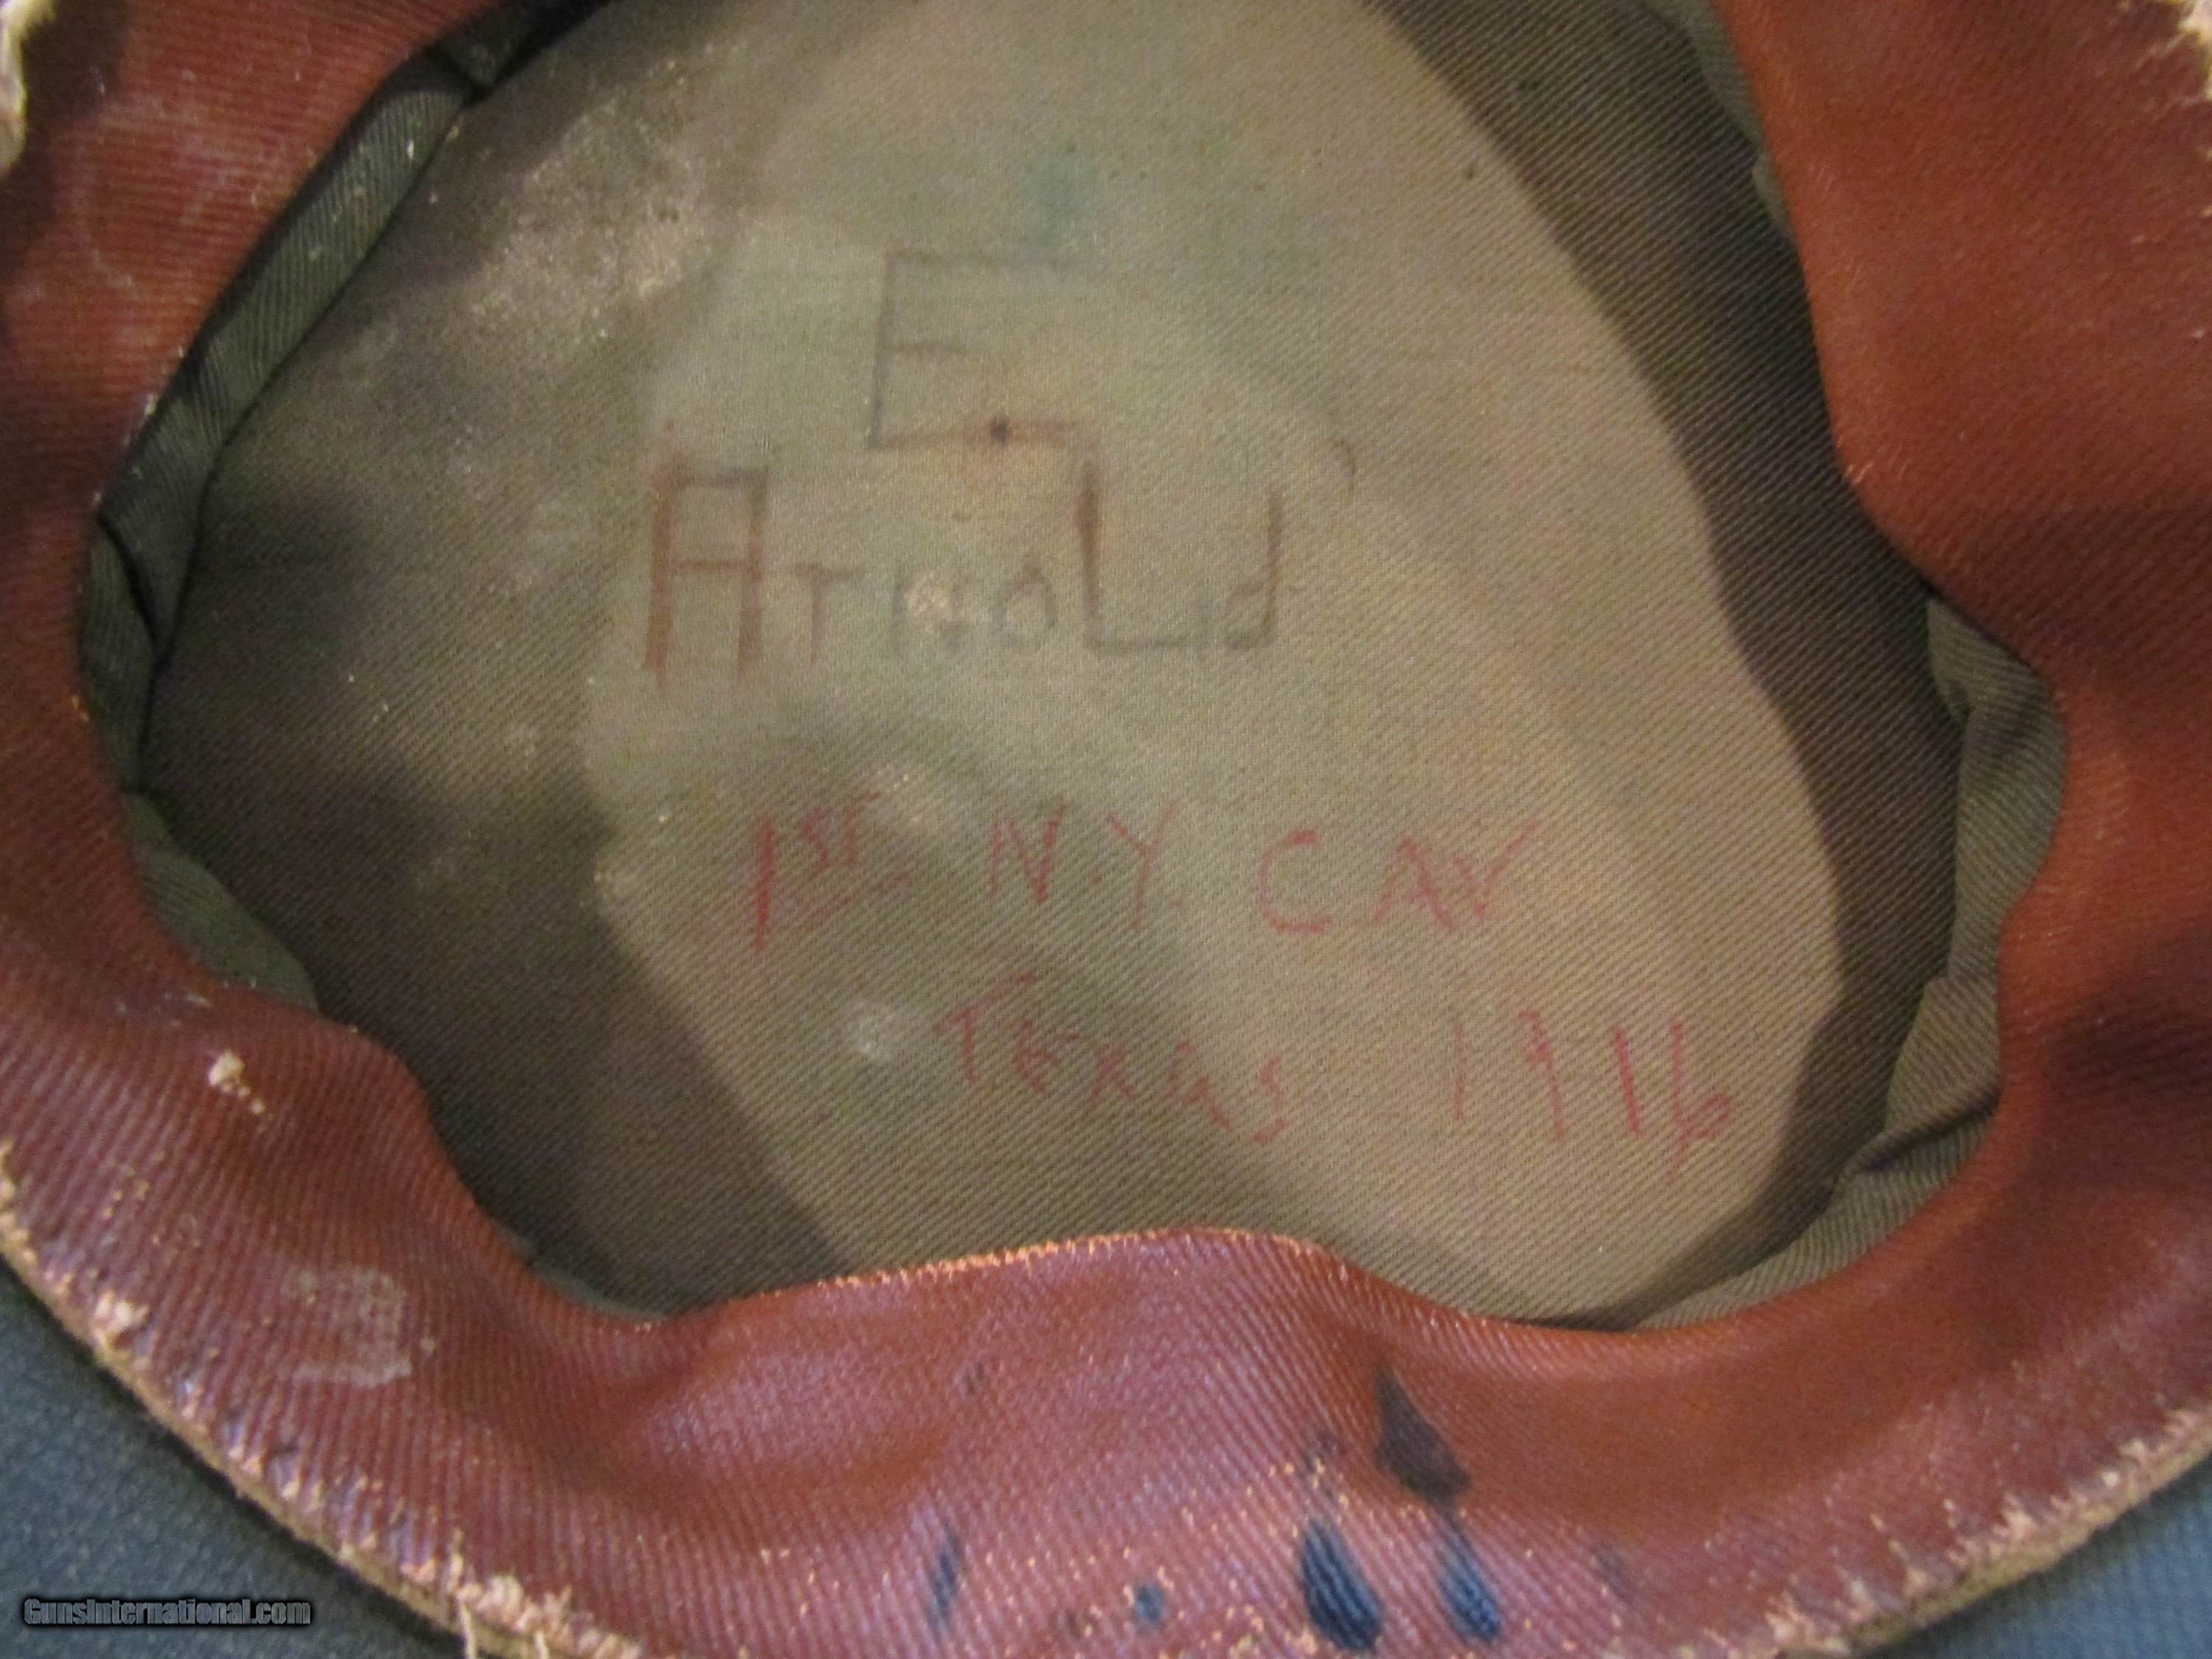 E.
ArnoLd
1ST N.Y. CAV
TEXAS 1916
GunsInternational.com